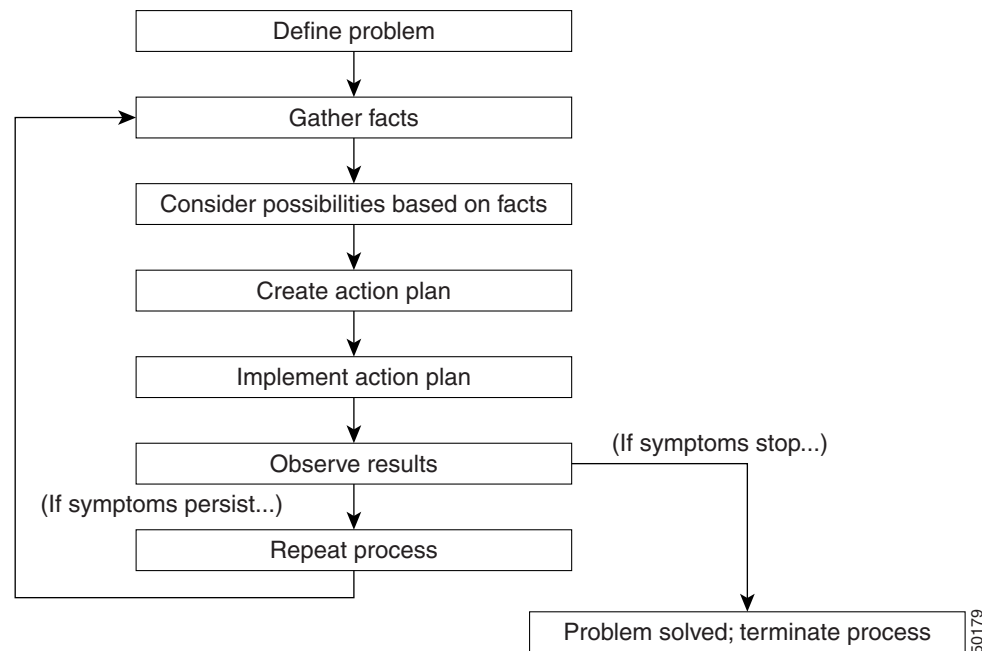 Define problem
Gather facts
Consider possibilities based on facts
Create action plan
Implement action plan
Observe results
(If symptoms stop...)
(If symptoms persist...)
Repeat process
Problem solved; terminate process